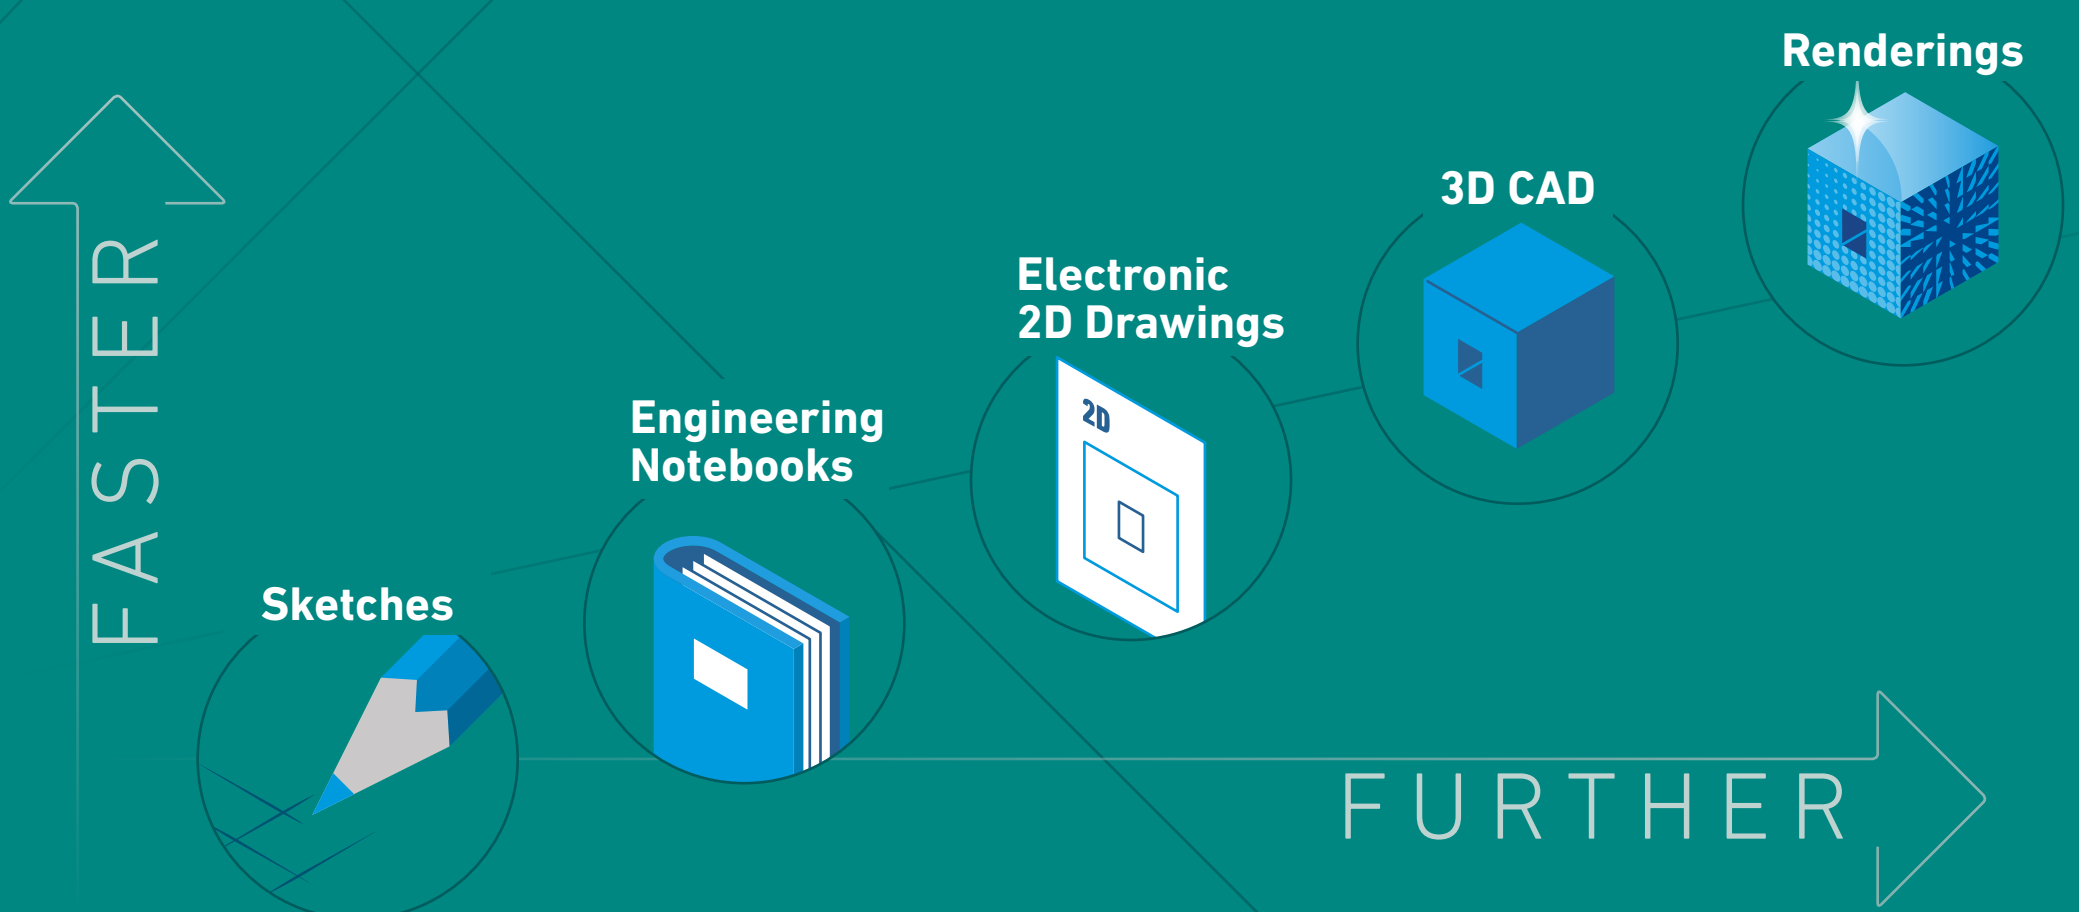 Renderings
3D CAD
Electronic
2D Drawings
2D
Engineering
Notebooks
Sketches
FASTER
FURTHER